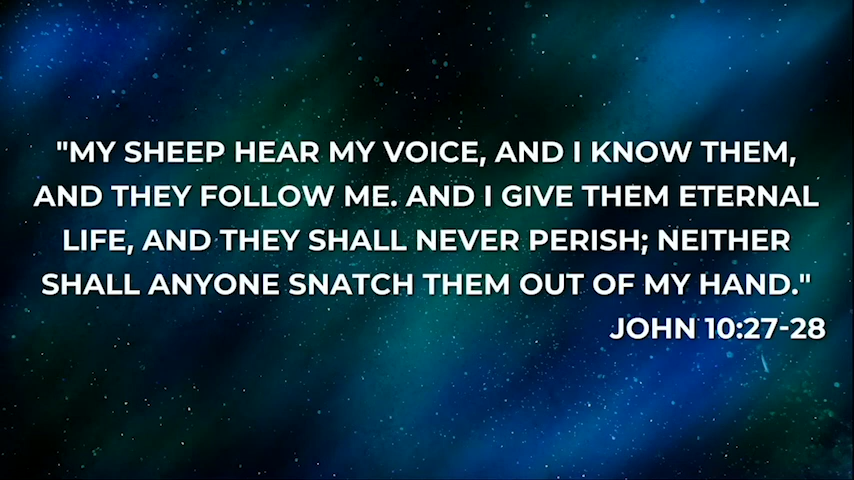 "MY SHEEP HEAR MY VOICE, AND I KNOW THEM,
AND THEY FOLLOW ME. AND I GIVE THEM ETERNAL
LIFE, AND THEY SHALL NEVER PERISH; NEITHER
SHALL ANYONE SNATCH THEM OUT OF MY HAND."
JOHN 10:27-28